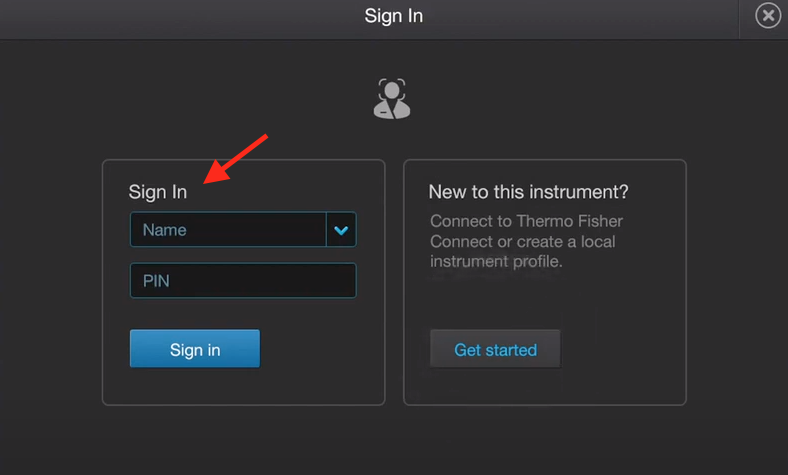 Sign In
Sign In
Name
PIN
Sign in
New to this instrument?
Connect to Thermo Fisher
Connect or create a local
instrument profile.
Get started